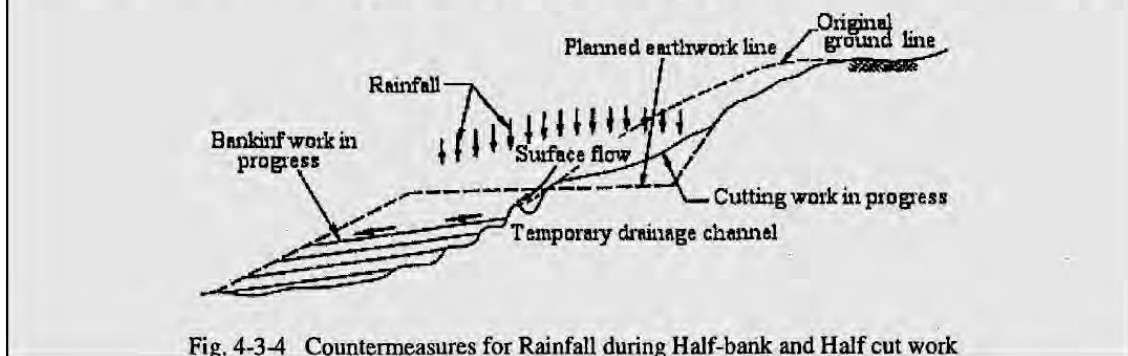 Original
ground line
Planned earthwork line
Rainfall
Bankinf work in
progress
Surface flow
Cutting work in progress
Temporary drainage channel
Fig. 4-3-4 Countermeasures for Rainfall during Half-bank and Half cut work